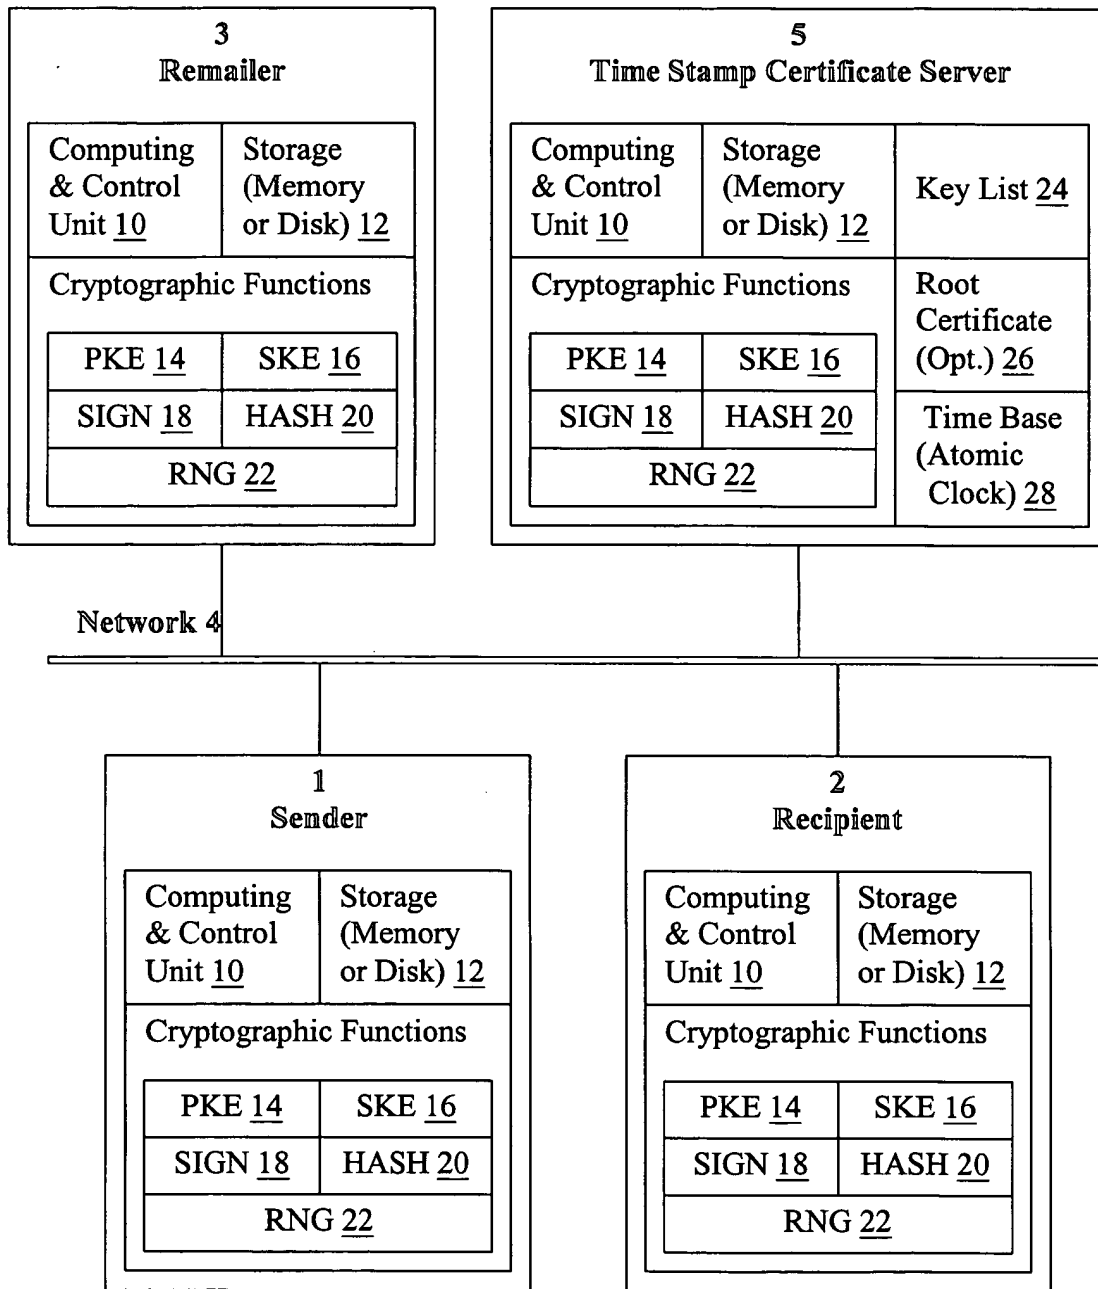 3
Remailer
Computing
& Control
Unit 10
Storage
(Memory
or Disk) 12
Cryptographic Functions
PKE 14
SKE 16
SIGN 18
HASH 20
RNG 22
5
Time Stamp Certificate Server
Computing
& Control
Unit 10
Storage
(Memory
or Disk) 12
Key List 24
Cryptographic Functions
PKE 14
SKE 16
SIGN 18
HASH 20
RNG 22
Root
Certificate
(Opt.) 26
Time Base
(Atomic
Clock) 28
Network 4
1
Sender
Computing
& Control
Unit 10
Storage
(Memory
or Disk) 12
Cryptographic Functions
PKE 14
SKE 16
SIGN 18
HASH 20
RNG 22
2
Recipient
Computing
& Control
Unit 10
Storage
(Memory
or Disk) 12
Cryptographic Functions
PKE 14
SKE 16
SIGN 18
HASH 20
RNG 22